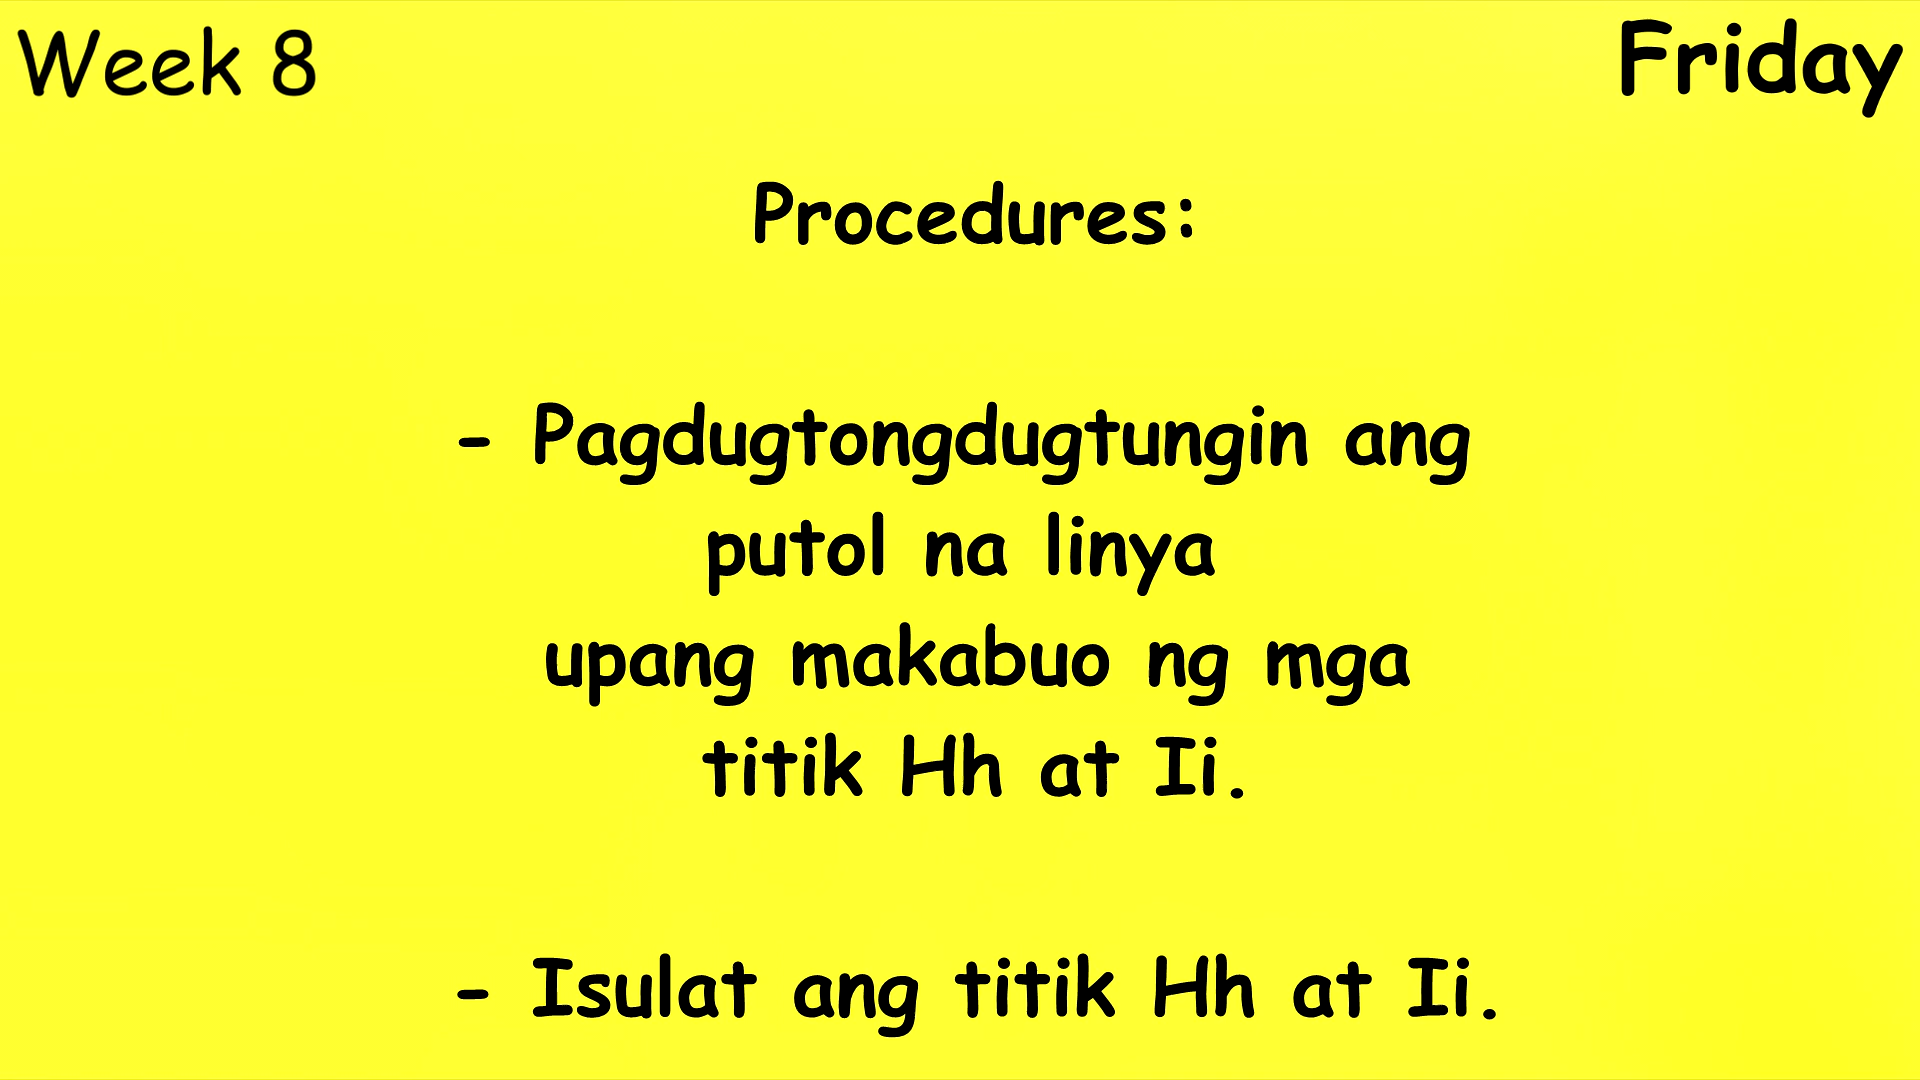 Week 8
Friday
Procedures:
- Pagdugtongdugtungin ang
putol na linya
upang makabuo ng mga
titik Hh at Ii.
- Isulat ang titik Hh at Ii.